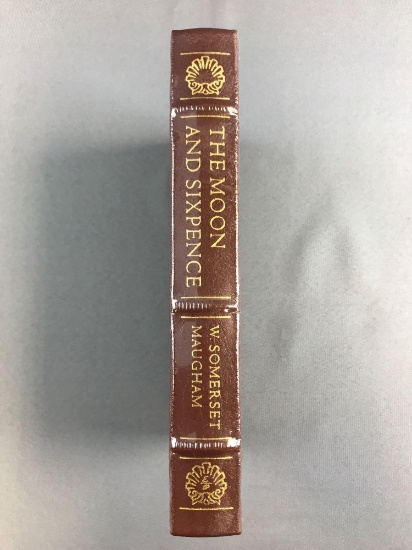 THE MOON
AND SIXPENCE
W. SOMERSET
MAUGHAM